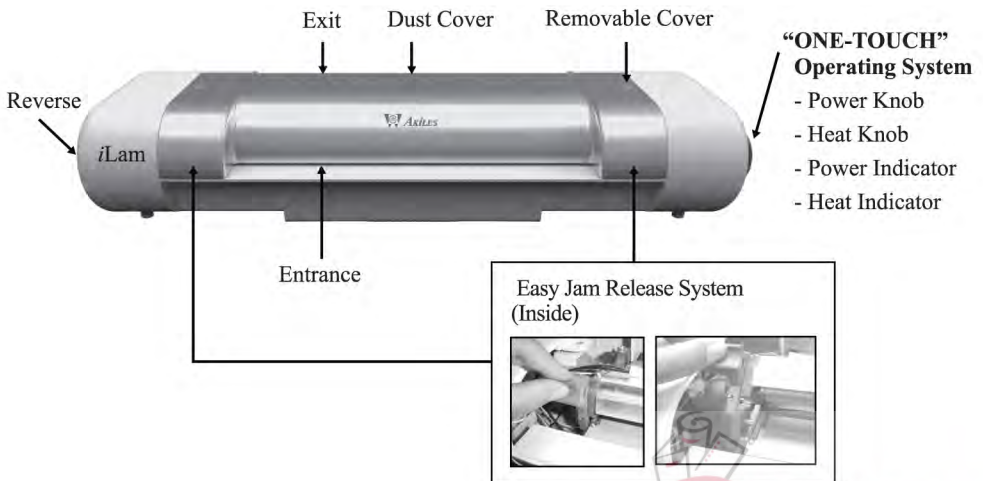 Exit
Dust Cover
Removable Cover
"ONE-TOUCH"
Operating System
- Power Knob
- Heat Knob
- Power Indicator
- Heat Indicator
Reverse
iLam
AKILES
Entrance
Easy Jam Release System
(Inside)